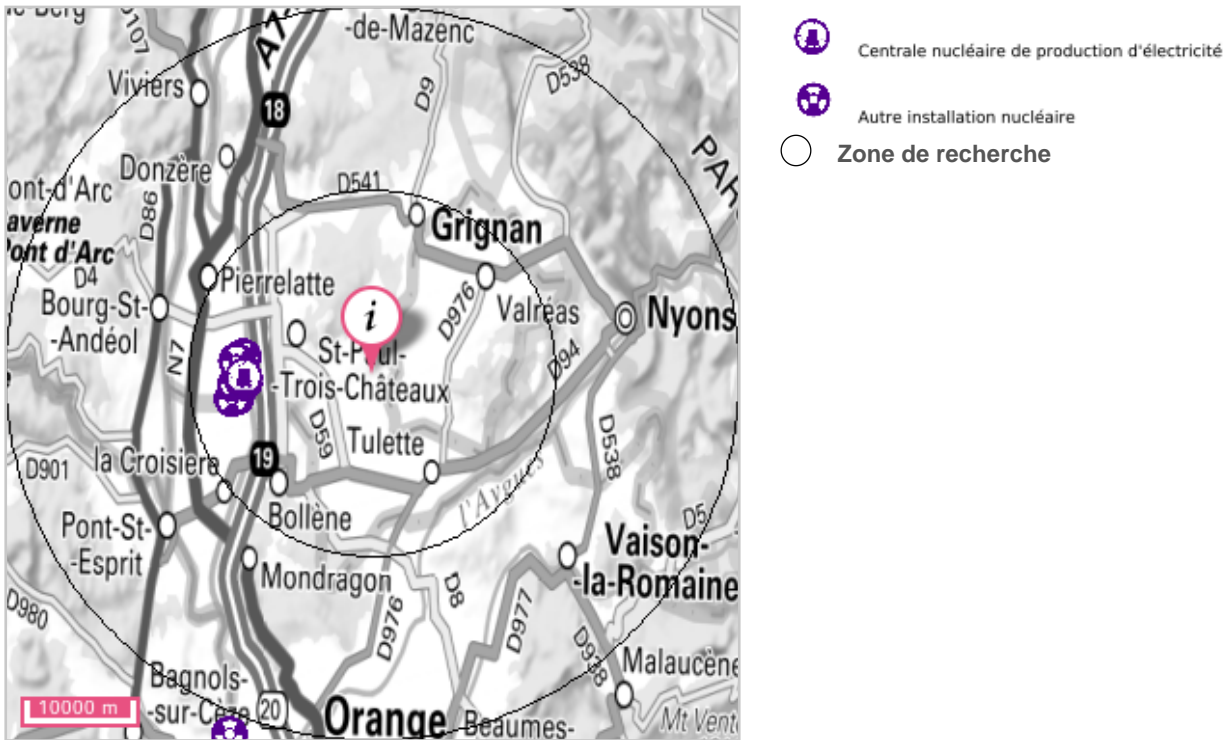 -de-Mazenc
D107
A7
D9
D538
Viviers
18
PAR
Donzère
D541
ont-d'Arc
D86
averne
Pont d'Arc
D4
Grignan
Pierrelatte
Bourg-St-
-Andéol
D976
Valréas
Nyons
i
N7
St-Paul-
-Trois-Châteaux
D94
D59
Tulette
D538
la Croisière
19
D901
l'Aygues
Bollène
D5
Pont-St-
-Esprit
Vaison-
-la-Romaine
Mondragon
D8
D980
D976
D977
D938
Malaucène
Bagnols-
-sur-Cèze
20
10000 m
Orange
Beaumes-
Mt Vent
Centrale nucléaire de production d'électricité
Autre installation nucléaire
Zone de recherche